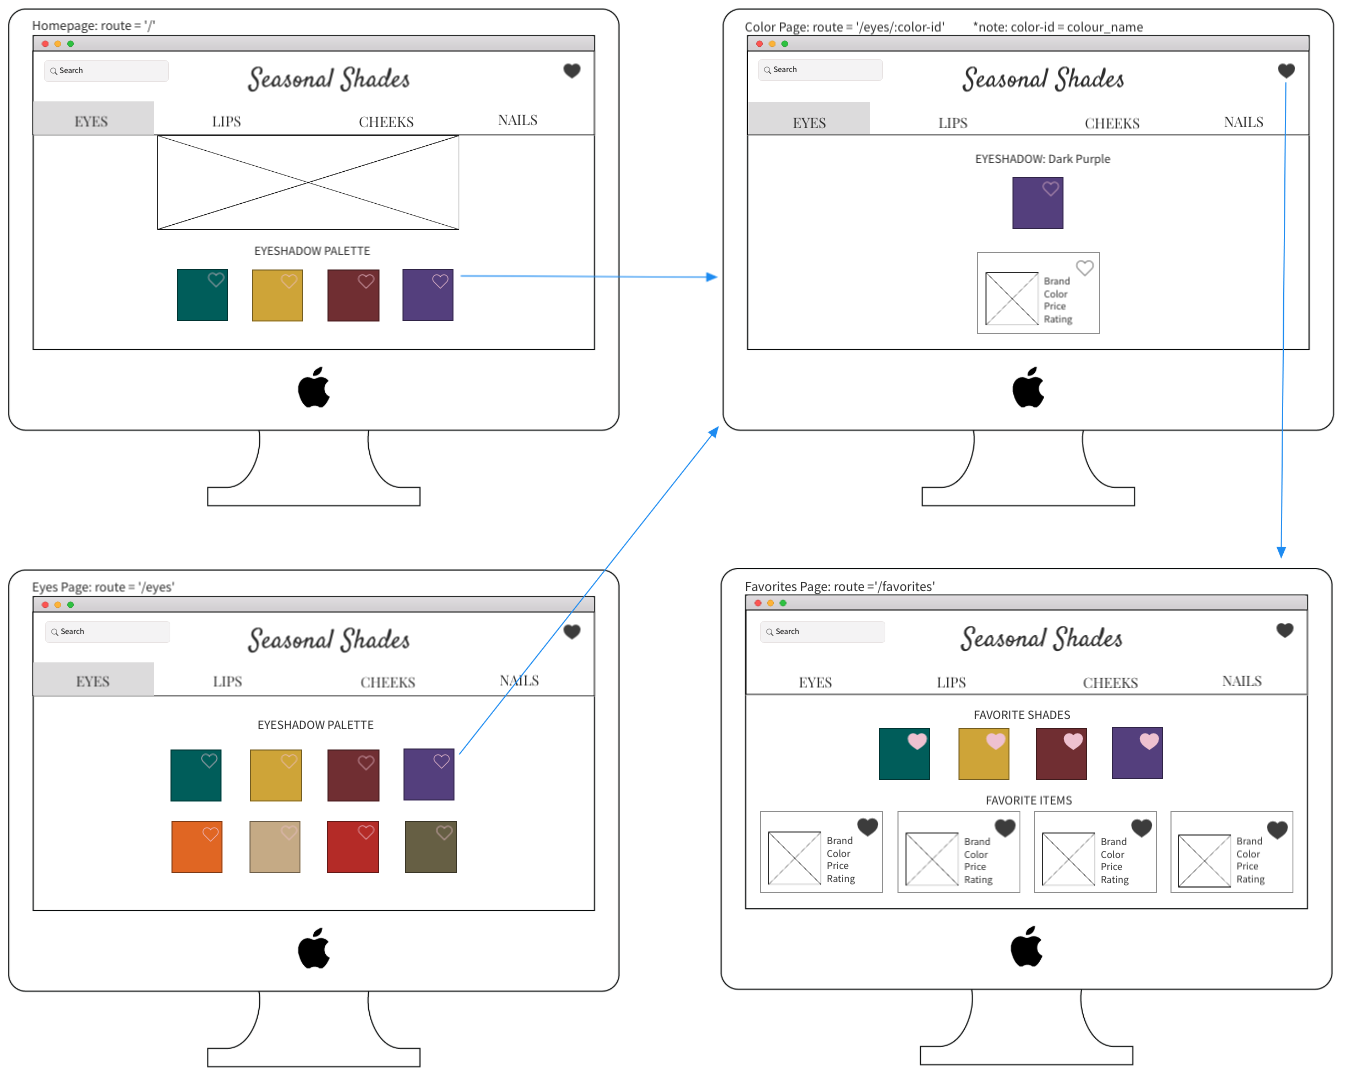 Homepage: route = '/'
Search
Seasonal Shades
EYES LIPS CHEEKS NAILS
EYESHADOW PALETTE
Color Page: route = '/eyes/:color-id' *note: color-id = colour_name
Search
Seasonal Shades
EYES LIPS CHEEKS NAILS
EYESHADOW: Dark Purple
Brand
Color
Price
Rating
Eyes Page: route = '/eyes'
Search
Seasonal Shades
EYES LIPS CHEEKS NAILS
EYESHADOW PALETTE
Favorites Page: route ='/favorites'
Search
Seasonal Shades
EYES LIPS CHEEKS NAILS
FAVORITE SHADES
FAVORITE ITEMS
Brand
Color
Price
Rating
Brand
Color
Price
Rating
Brand
Color
Price
Rating
Brand
Color
Price
Rating